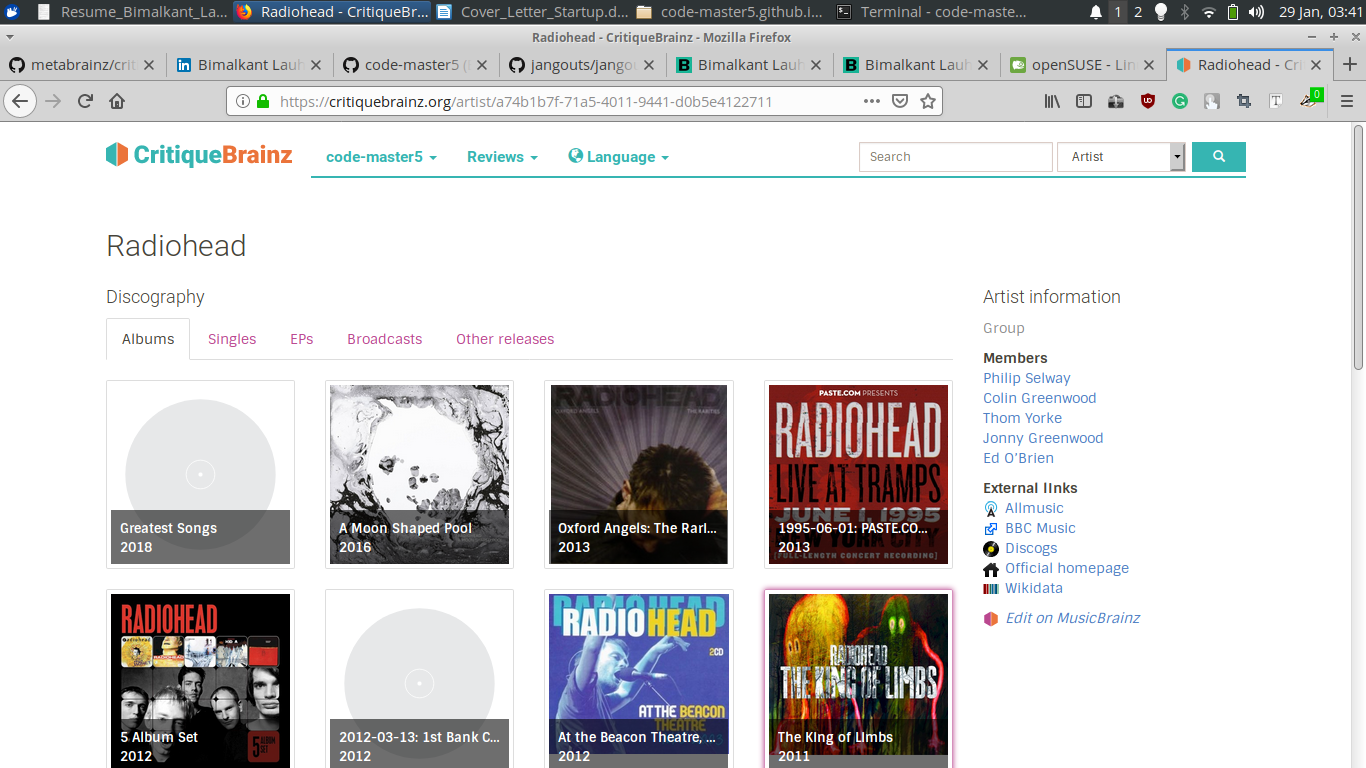 Resume_Bimalkant_La...
Radiohead - CritiqueBr...
Cover_Letter_Startup.d...
code-master5.github.i...
Terminal - code-maste...
1
2
29 Jan, 03:41
Radiohead - CritiqueBrainz - Mozilla Firefox
metabrainz/crit
Bimalkant Lauh
code-master5 (
jangouts/jango
Bimalkant Lauh
Bimalkant Lauh
openSUSE - Lin
Radiohead - Cri
https://critiquebrainz.org/artist/a74b1b7f-71a5-4011-9441-d0b5e4122711
0
CritiqueBrainz
code-master5
Reviews
Language
Search
Artist
Radiohead
Discography
Albums
Singles
EPs
Broadcasts
Other releases
Greatest Songs
2018
A Moon Shaped Pool
2016
RADIOHEAD
OXFORD ANGELS
THE RARITIES
Oxford Angels: The Rari...
2013
PASTE.COM PRESENTS
RADIOHEAD
LIVE AT TRAMPS
JUNE 1, 1995
NEW YORK CITY
[FULL-LENGTH CONCERT RECORDING]
1995-06-01: PASTE.CO...
2013
RADIOHEAD
5 ALBUM SET
5 Album Set
2012
2012-03-13: 1st Bank C...
2012
RADIOHEAD
RADIOHEAD
2CD
AT THE BEACON
THEATRE
At the Beacon Theatre, ...
2012
RADIOHEAD
THE KING OF LIMBS
The King of Limbs
2011
Artist information
Group
Members
Philip Selway
Colin Greenwood
Thom Yorke
Jonny Greenwood
Ed O'Brien
External links
Allmusic
BBC Music
Discogs
Official homepage
Wikidata
Edit on MusicBrainz